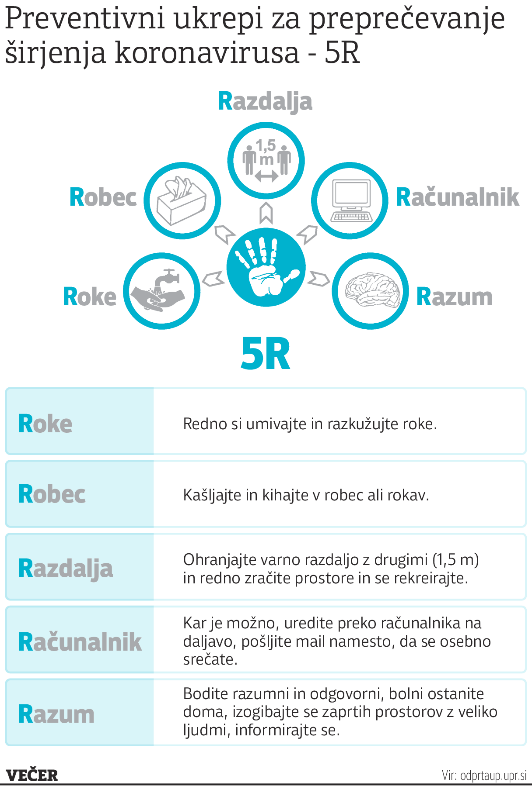 Preventivni ukrepi za preprečevanje
širjenja koronavirusa - 5R
Razdalja
1,5
m
Robec
Računalnik
Roke
Razum
5R
Roke
Redno si umivajte in razkužujte roke.
Robec
Kašljajte in kihajte v robec ali rokav.
Razdalja
Ohranjajte varno razdaljo z drugimi (1,5 m)
in redno zračite prostore in se rekreirajte.
Računalnik
Kar je možno, uredite preko računalnika na
daljavo, pošljite mail namesto, da se osebno
srečate.
Razum
Bodite razumni in odgovorni, bolni ostanite
doma, izogibajte se zaprtih prostorov z veliko
ljudmi, informirajte se.
VEČER
Vir: odprtaup.upr.si